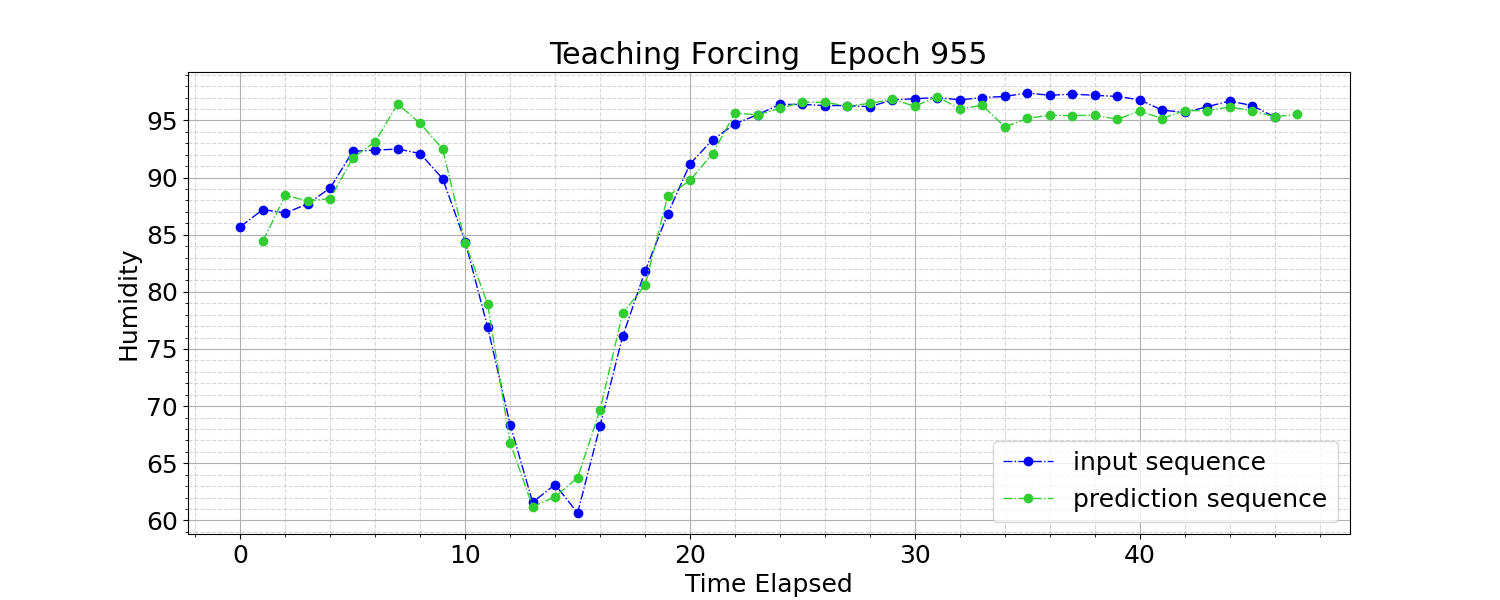 Teaching Forcing   Epoch 955
Humidity
95
90
85
80
75
70
65
60
input sequence
prediction sequence
0 10 20 30 40
Time Elapsed